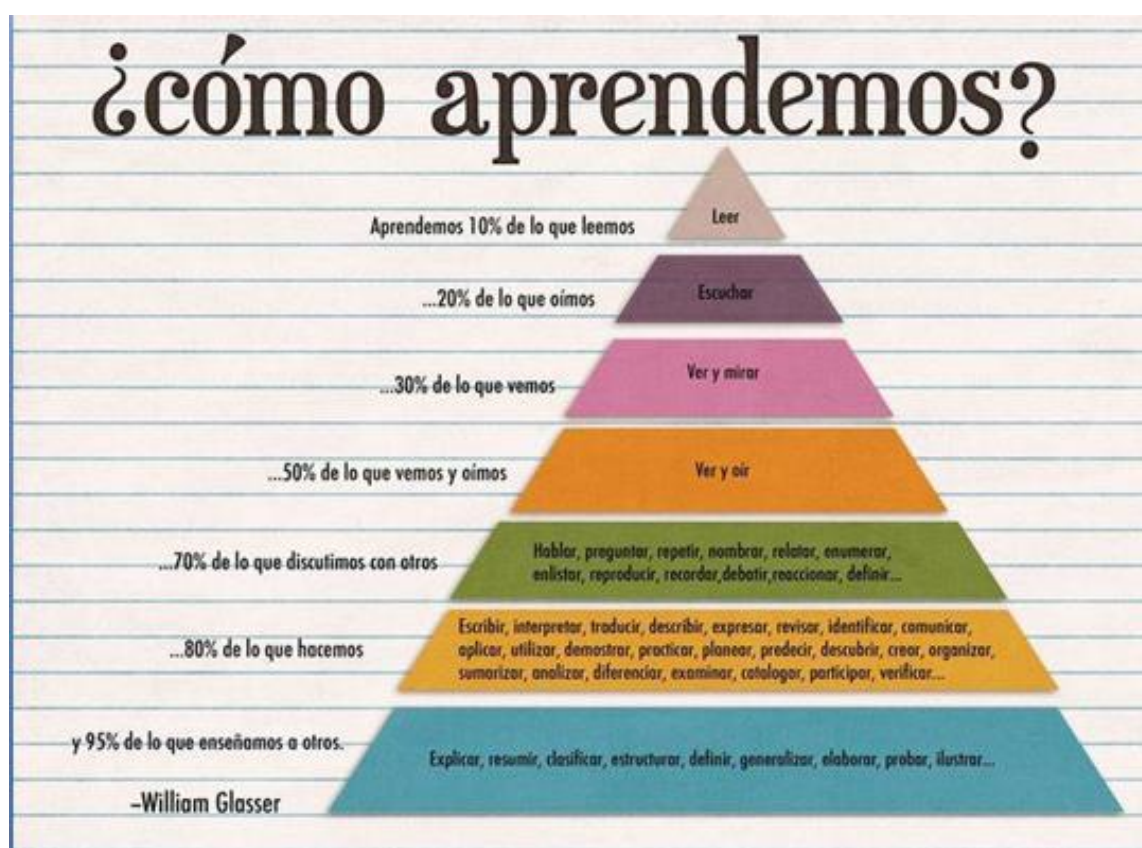 ¿cómo aprendemos?
Aprendemos 10% de lo que leemos
Leer
...20% de lo que oímos
Escuchar
...30% de lo que vemos
Ver y mirar
...50% de lo que vemos y oímos
Ver y oír
...70% de lo que discutimos con otros
Hablar, preguntar, repetir, nombrar, relatar, enumerar,
enlistar, reproducir, recordar,debatir,reaccionar, definir...
...80% de lo que hacemos
Escribir, interpretar, traducir, describir, expresar, revisar, identificar, comunicar,
aplicar, utilizar, demostrar, practicar, planear, predecir, descubrir, crear, organizar,
sumarizar, analizar, diferenciar, examinar, catalogar, participar, verificar...
y 95% de lo que enseñamos a otros.
Explicar, resumir, clasificar, estructurar, definir, generalizar, elaborar, probar, ilustrar...
–William Glasser